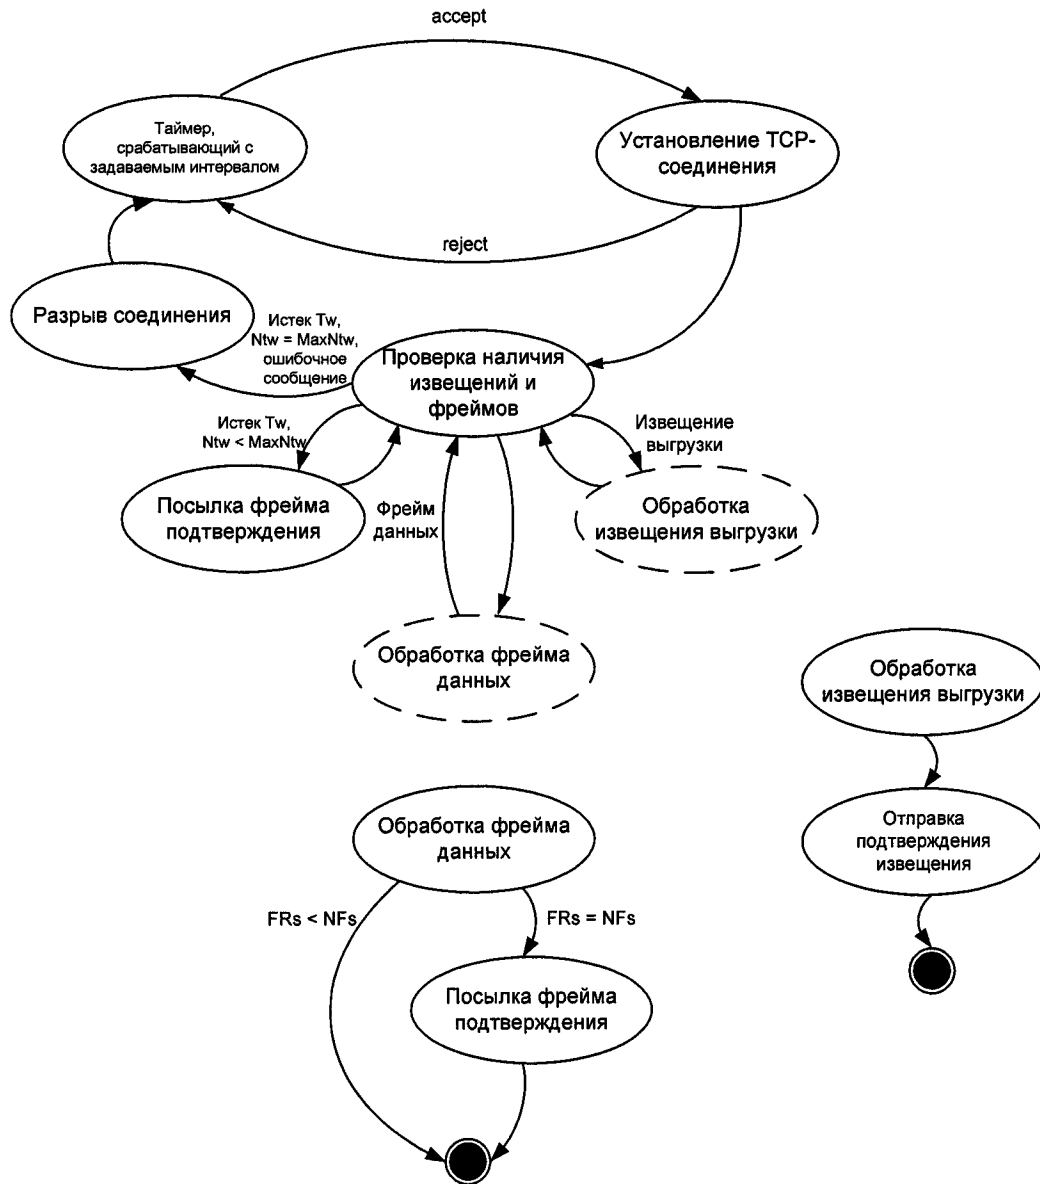 accept
Таймер,
срабатывающий с
задаваемым интервалом
Установление TCP-
соединения
reject
Разрыв соединения
Истек Tw,
Ntw = MaxNtw,
ошибочное
сообщение
Проверка наличия
извещений и
фреймов
Истек Tw,
Ntw < MaxNtw
Извещение
выгрузки
Посылка фрейма
подтверждения
Фрейм
данных
Обработка
извещения выгрузки
Обработка фрейма
данных
Обработка
извещения выгрузки
Отправка
подтверждения
извещения
Обработка фрейма
данных
FRs < NFs
FRs = NFs
Посылка фрейма
подтверждения